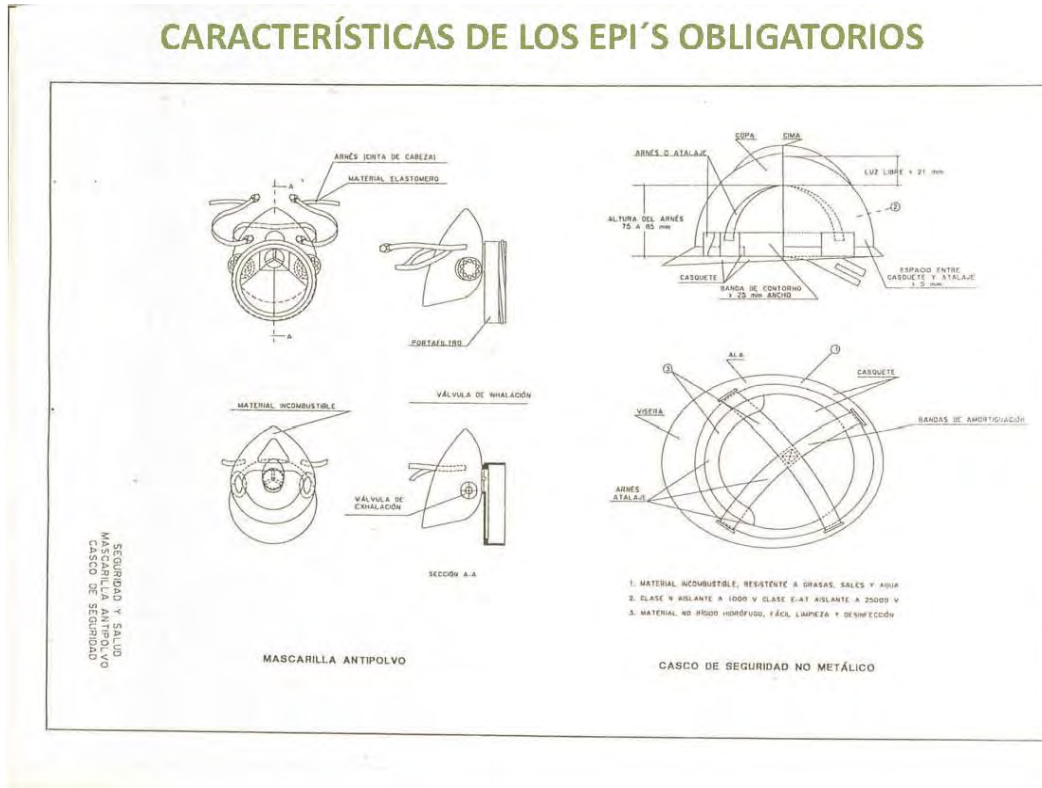 CARACTERÍSTICAS DE LOS EPI´S OBLIGATORIOS
ARNÉS (CINTA DE CABEZA)
MATERIAL ELASTOMERO
A
A
PORTAFILTRO
MATERIAL INCOMBUSTIBLE
VÁLVULA DE INHALACIÓN
VÁLVULA DE
EXHALACIÓN
SECCIÓN A-A
MASCARILLA ANTIPOLVO
SEGURIDAD Y SALUD
MASCARILLA ANTIPOLVO
CASCO DE SEGURIDAD
COPA
CIMA
ARNÉS O ATALAJE
LUZ LIBRE 21 mm
2
ALTURA DEL ARNÉS
75 A 85 mm
CASQUETE
BANDA DE CONTORNO
25 mm ANCHO
ESPACIO ENTRE
CASQUETE Y ATALAJE
5 mm
ALA
1
3
CASQUETE
VISERA
BANDAS DE AMORTIGUACIÓN
ARNÉS
ATALAJE
1. MATERIAL INCOMBUSTIBLE, RESISTENTE A GRASAS, SALES Y AGUA
2. CLASE N AISLANTE A 1000 V CLASE E-AT AISLANTE A 25000 V
3. MATERIAL NO RÍGIDO HIDRÓFUGO, FÁCIL LIMPIEZA Y DESINFECCIÓN
CASCO DE SEGURIDAD NO METÁLICO